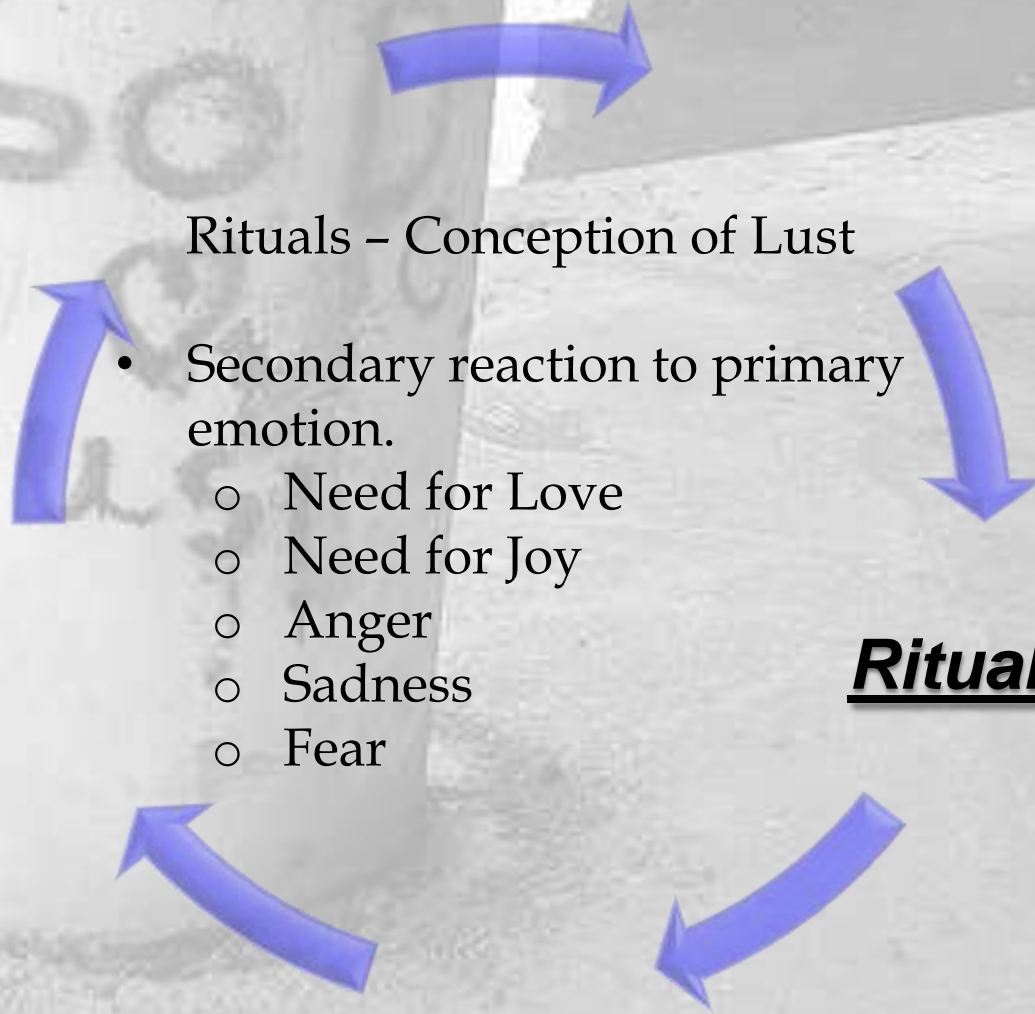 Rituals – Conception of Lust
• Secondary reaction to primary
emotion.
o Need for Love
o Need for Joy
o Anger
o Sadness
o Fear
Ritual